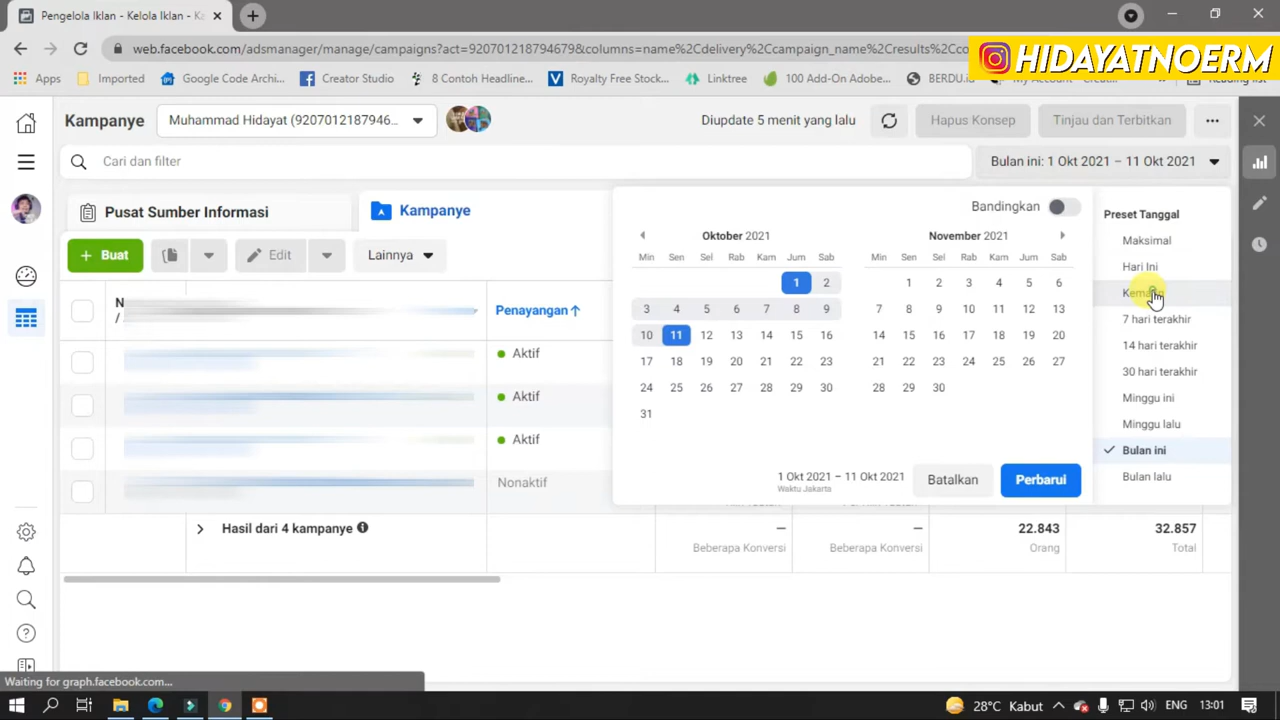 Pengelola Iklan - Kelola Iklan - Ka
web.facebook.com/adsmanager/manage/campaigns?act=920701218794679&columns=name%2Cdelivery%2Ccampaign_name%2Cresults%2Cc
HIDAYATNOERM
Apps Imported Google Code Archi... Creator Studio 8 Contoh Headline... Royalty Free Stock... Linktree 100 Add-On Adobe... BERDU.i
Kampanye Muhammad Hidayat (9207012187946... Diupdate 5 menit yang lalu Hapus Konsep Tinjau dan Terbitkan
Cari dan filter Bulan ini: 1 Okt 2021 – 11 Okt 2021
Pusat Sumber Informasi Kampanye
Buat Edit Lainnya
N
/
Penayangan↑
Aktif
Aktif
Aktif
Nonaktif
Bandingkan
Oktober 2021 November 2021
Min Sen Sel Rab Kam Jum Sab Min Sen Sel Rab Kam Jum Sab
1 2 1 2 3 4 5 6
3 4 5 6 7 8 9 7 8 9 10 11 12 13
10 11 12 13 14 15 16 14 15 16 17 18 19 20
17 18 19 20 21 22 23 21 22 23 24 25 26 27
24 25 26 27 28 29 30 28 29 30
31
1 Okt 2021 – 11 Okt 2021
Waktu Jakarta
Batalkan Perbarui
Preset Tanggal
Maksimal
Hari Ini
7 hari terakhir
14 hari terakhir
30 hari terakhir
Minggu ini
Minggu lalu
Bulan ini
Bulan lalu
Hasil dari 4 kampanye — — 22.843 32.857
Beberapa Konversi Beberapa Konversi Orang Total
Waiting for graph.facebook.com...
28°C Kabut ENG 13:01